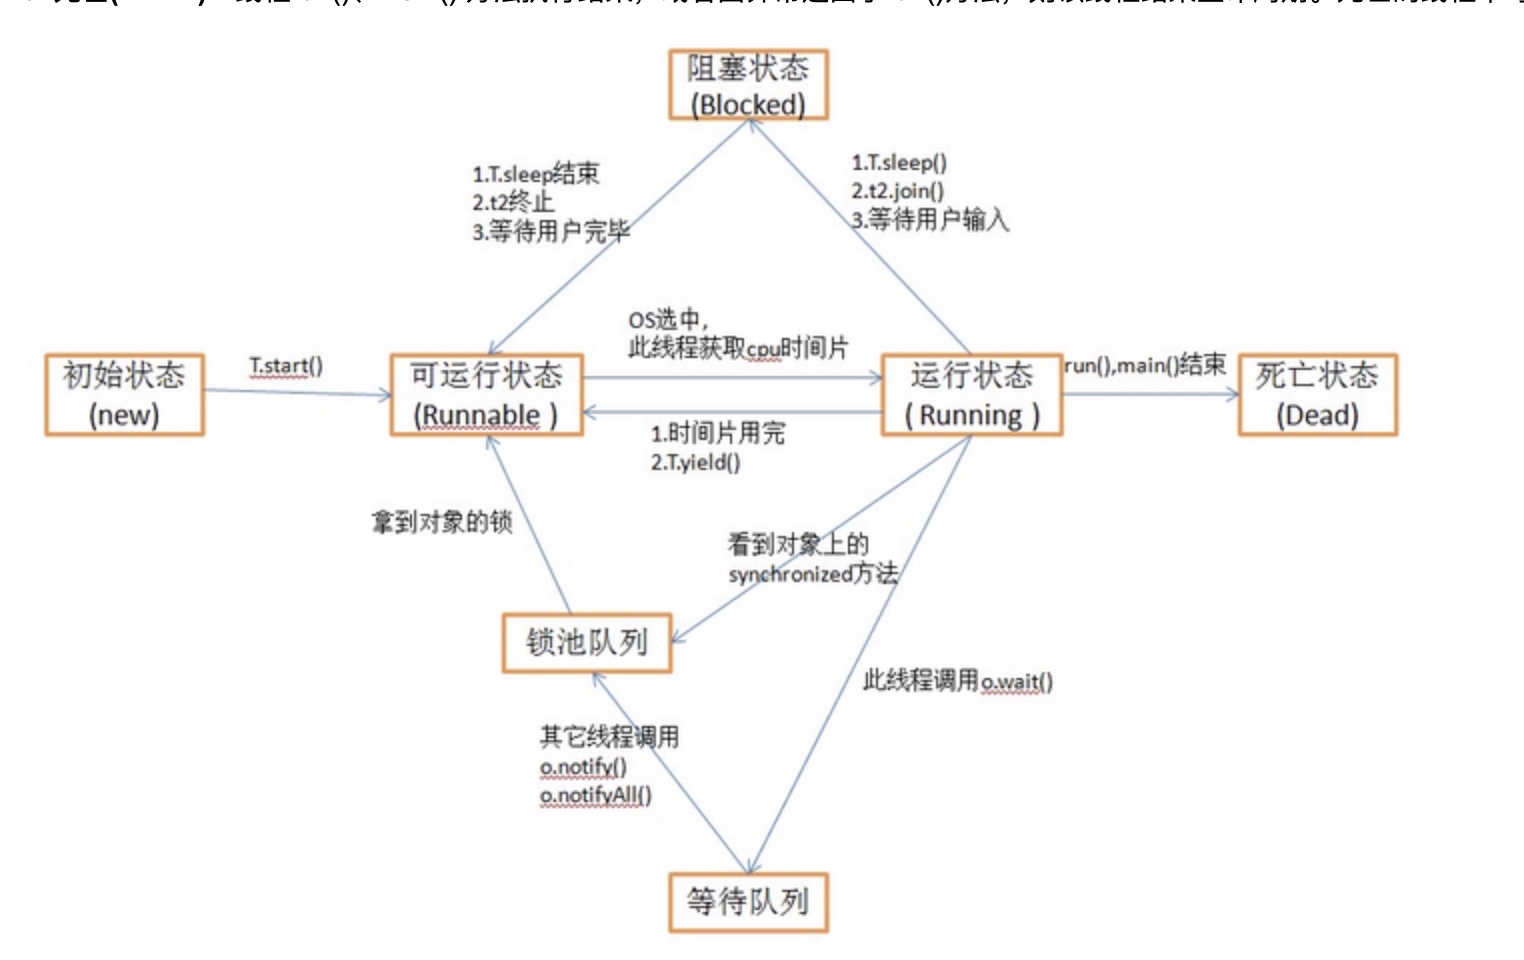 阻塞状态
(Blocked)
1.T.sleep结束
2.t2终止
3.等待用户完毕
1.T.sleep()
2.t2.join()
3.等待用户输入
OS选中,
此线程获取cpu时间片
初始状态
(new)
T.start()
可运行状态
(Runnable )
运行状态
( Running )
run(),main()结束
死亡状态
(Dead)
1.时间片用完
2.T.yield()
拿到对象的锁
看到对象上的
synchronized方法
锁池队列
此线程调用o.wait()
其它线程调用
o.notify()
o.notifyAll()
等待队列